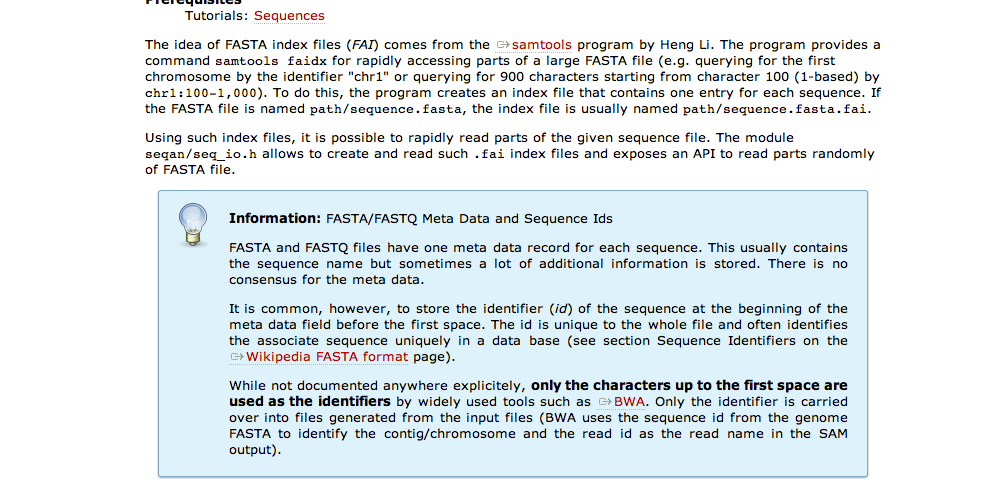 Prerequisites
Tutorials: Sequences
The idea of FASTA index files (FAI) comes from the samtools program by Heng Li. The program provides a
command samtools faidx for rapidly accessing parts of a large FASTA file (e.g. querying for the first
chromosome by the identifier "chr1" or querying for 900 characters starting from character 100 (1-based) by
chr1:100-1,000). To do this, the program creates an index file that contains one entry for each sequence. If
the FASTA file is named path/sequence.fasta, the index file is usually named path/sequence.fasta.fai.
Using such index files, it is possible to rapidly read parts of the given sequence file. The module
seqan/seq_io.h allows to create and read such .fai index files and exposes an API to read parts randomly
of FASTA file.
Information: FASTA/FASTQ Meta Data and Sequence Ids
FASTA and FASTQ files have one meta data record for each sequence. This usually contains
the sequence name but sometimes a lot of additional information is stored. There is no
consensus for the meta data.
It is common, however, to store the identifier (id) of the sequence at the beginning of the
meta data field before the first space. The id is unique to the whole file and often identifies
the associate sequence uniquely in a data base (see section Sequence Identifiers on the
Wikipedia FASTA format page).
While not documented anywhere explicitely, only the characters up to the first space are
used as the identifiers by widely used tools such as BWA. Only the identifier is carried
over into files generated from the input files (BWA uses the sequence id from the genome
FASTA to identify the contig/chromosome and the read id as the read name in the SAM
output).